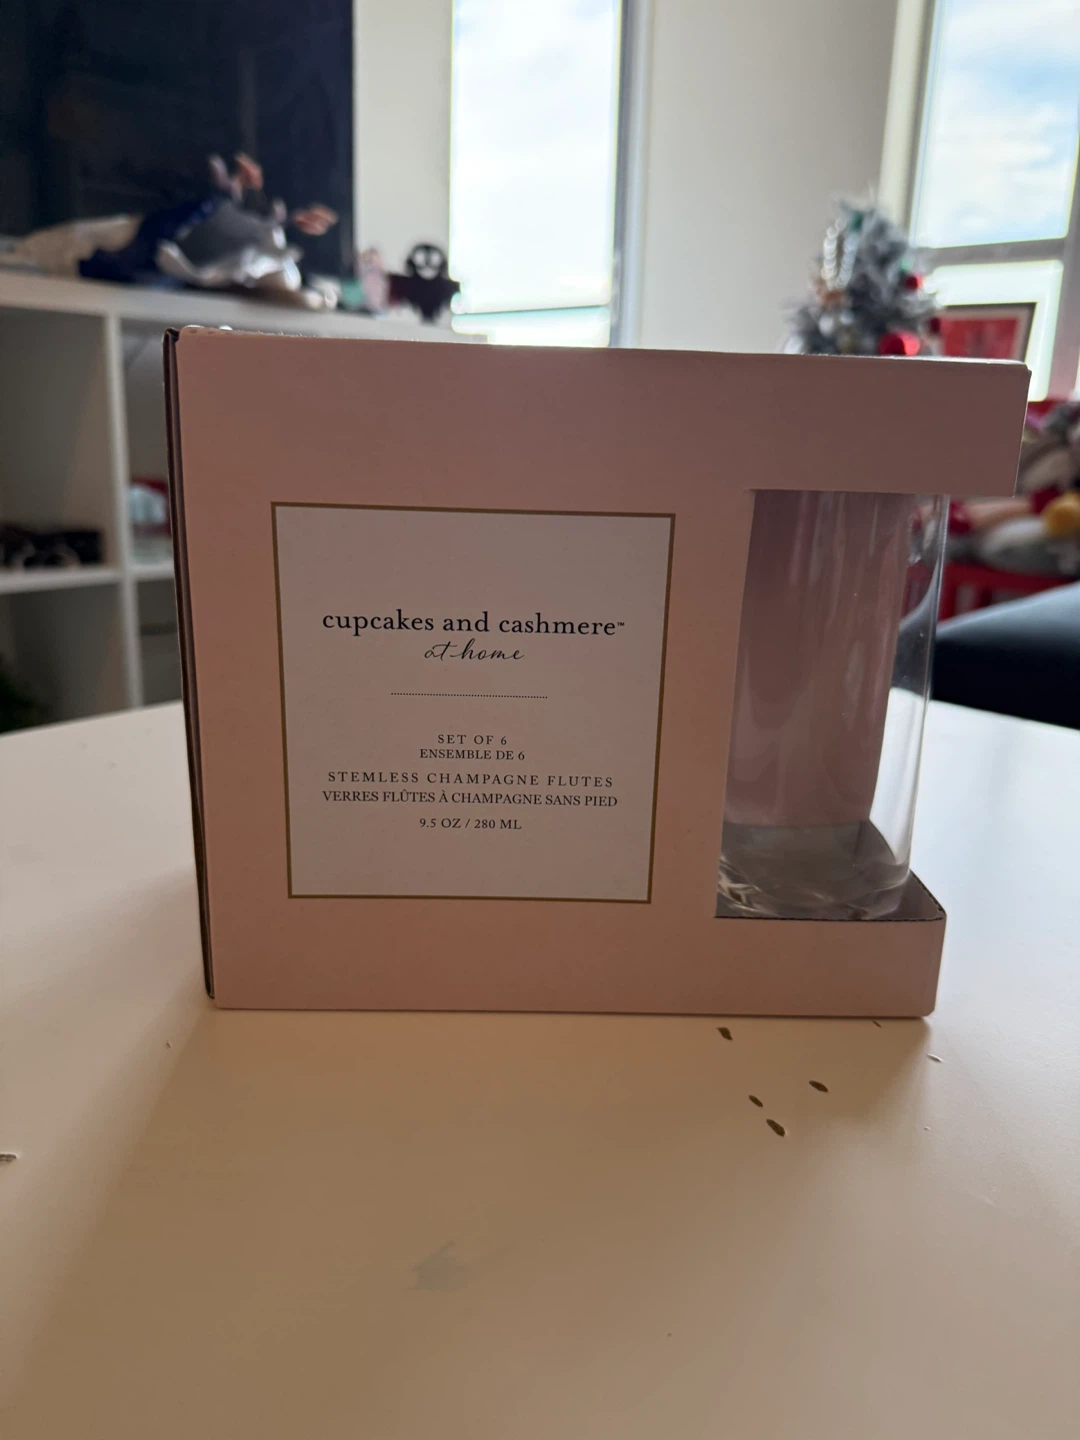 cupcakes and cashmere™
at home
SET OF 6
ENSEMBLE DE 6
STEMLESS CHAMPAGNE FLUTES
VERRES FLÛTES À CHAMPAGNE SANS PIED
9.5 OZ / 280 ML